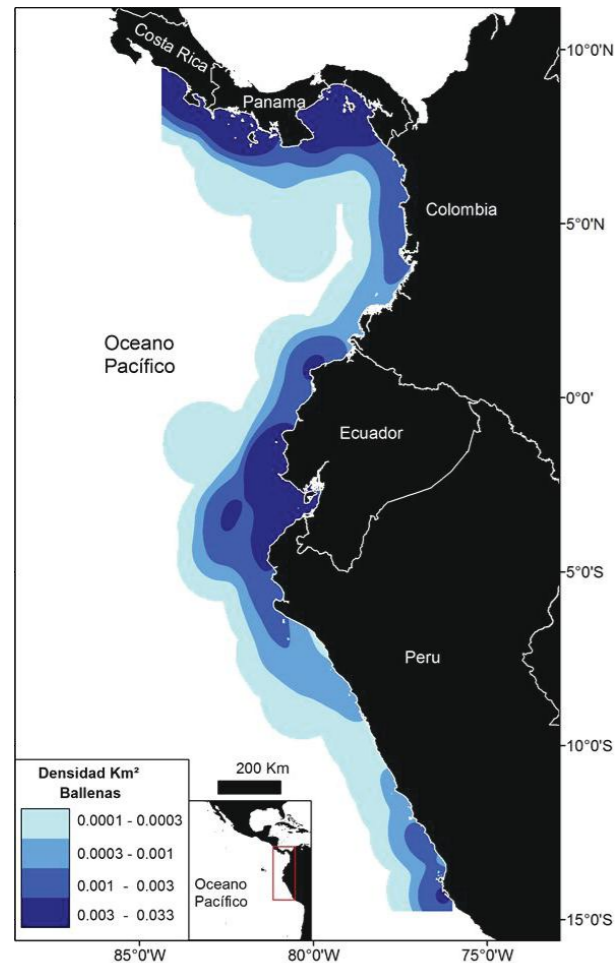 Costa Rica
Panama
Colombia
Oceano
Pacífico
Ecuador
Peru
10°0'N
5°0'N
0°0'
5°0'S
10°0'S
15°0'S
Densidad Km²
Ballenas
0.0001 - 0.0003
0.0003 - 0.001
0.001 - 0.003
0.003 - 0.033
200 Km
Oceano
Pacífico
85°0'W
80°0'W
75°0'W